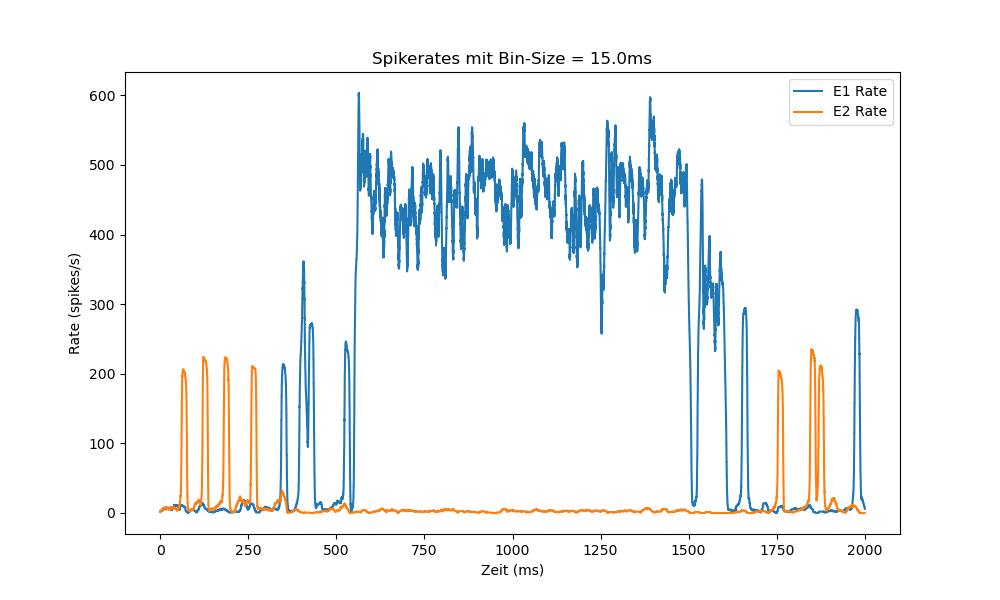 Spikerates mit Bin-Size = 15.0ms
E1 Rate
E2 Rate
600
500
400
300
200
100
0
Rate (spikes/s)
0 250 500 750 1000 1250 1500 1750 2000
Zeit (ms)